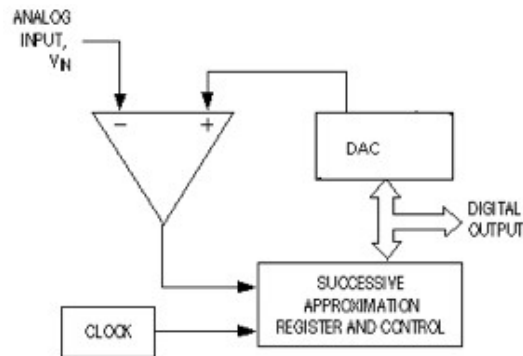 ANALOG
INPUT,
VIN
− +
DAC
DIGITAL
OUTPUT
SUCCESSIVE
APPROXIMATION
REGISTER AND CONTROL
CLOCK